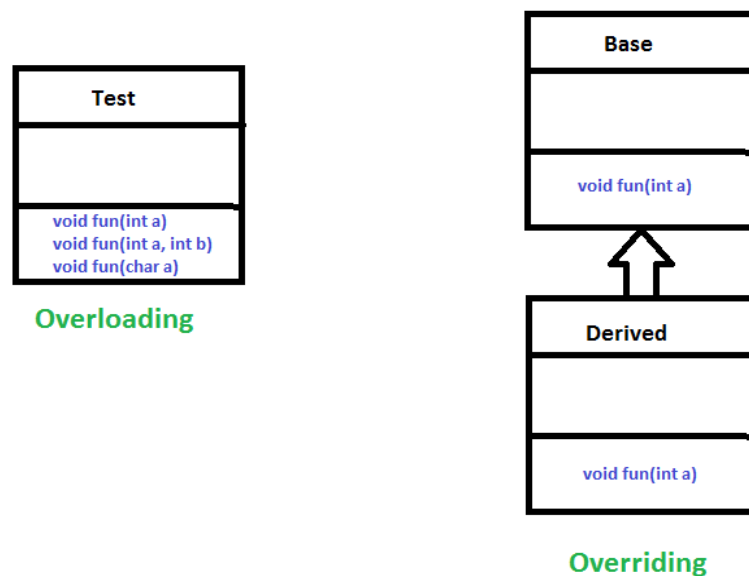 Test
void fun(int a)
void fun(int a, int b)
void fun(char a)
Overloading
Base
void fun(int a)
Derived
void fun(int a)
Overriding